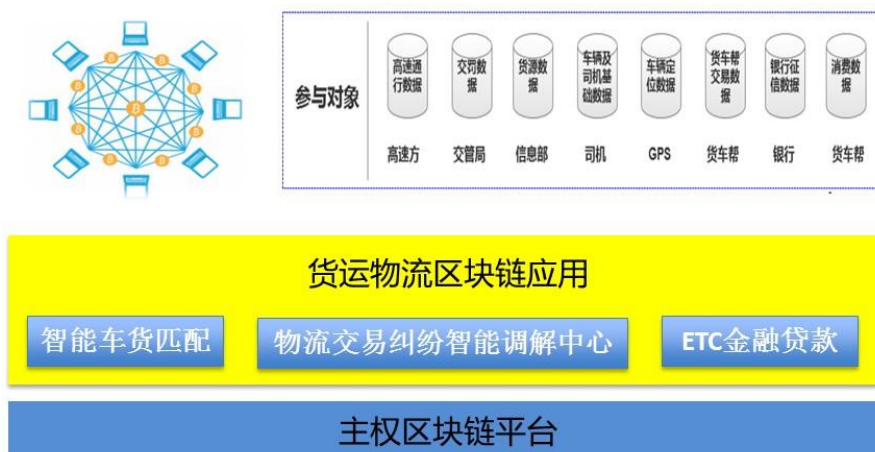 参与对象
高速通
行数据
交罚数
据
货源数
据
车辆及
司机基
础数据
车辆定
位数据
货车帮
交易数
据
银行征
信数据
消费数
据
高速方 交管局 信息部 司机 GPS 货车帮 银行 货车帮
货运物流区块链应用
智能车货匹配 物流交易纠纷智能调解中心 ETC金融贷款
主权区块链平台